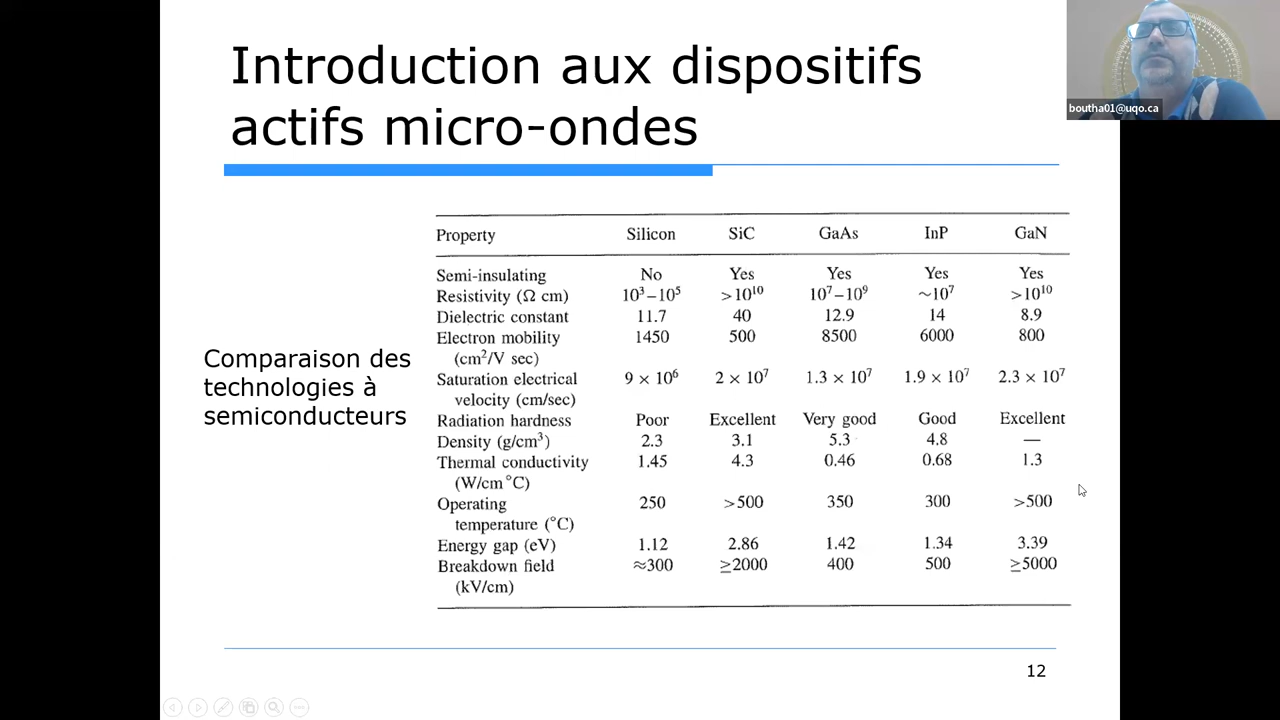 Introduction aux dispositifs
actifs micro-ondes
boutha01@uqo.ca
Comparaison des
technologies à
semiconducteurs
Property Silicon SiC GaAs InP GaN
Semi-insulating No Yes Yes Yes Yes
Resistivity (Ω cm) 10³–10⁵ >10¹⁰ 10⁷–10⁹ ~10⁷ >10¹⁰
Dielectric constant 11.7 40 12.9 14 8.9
Electron mobility 1450 500 8500 6000 800
(cm²/V sec)
Saturation electrical 9 × 10⁶ 2 × 10⁷ 1.3 × 10⁷ 1.9 × 10⁷ 2.3 × 10⁷
velocity (cm/sec)
Radiation hardness Poor Excellent Very good Good Excellent
Density (g/cm³) 2.3 3.1 5.3 4.8 —
Thermal conductivity 1.45 4.3 0.46 0.68 1.3
(W/cm°C)
Operating 250 >500 350 300 >500
temperature (°C)
Energy gap (eV) 1.12 2.86 1.42 1.34 3.39
Breakdown field ≈300 ≥2000 400 500 ≥5000
(kV/cm)
12